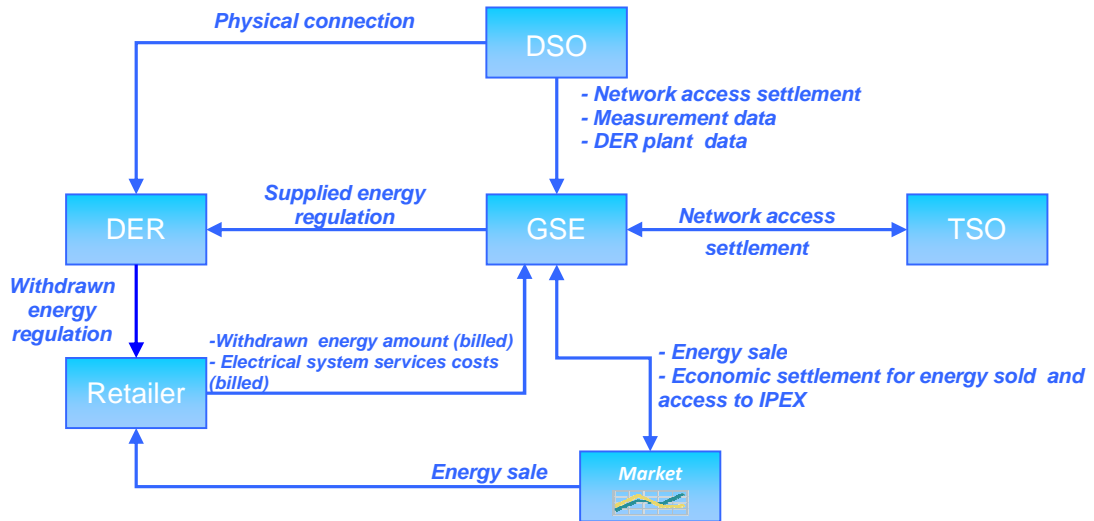 Physical connection
DSO
- Network access settlement
- Measurement data
- DER plant data
Supplied energy
regulation
DER
GSE
Network access
settlement
TSO
Withdrawn
energy
regulation
-Withdrawn energy amount (billed)
- Electrical system services costs
(billed)
Retailer
- Energy sale
- Economic settlement for energy sold and
access to IPEX
Energy sale
Market